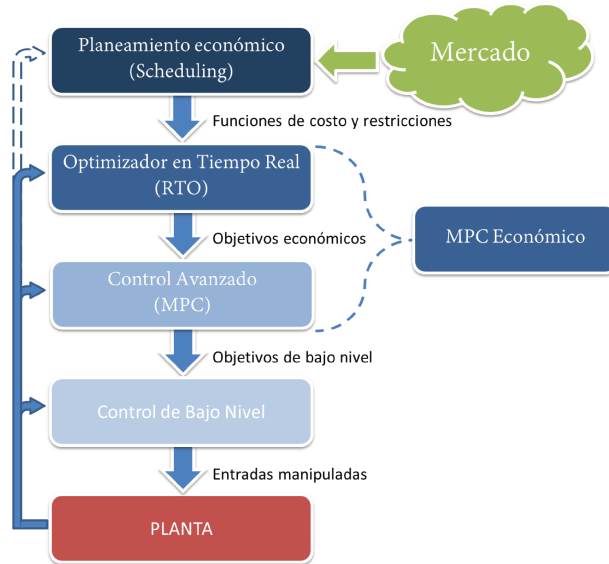 Planeamiento económico
(Scheduling)
Mercado
Funciones de costo y restricciones
Optimizador en Tiempo Real
(RTO)
Objetivos económicos
MPC Económico
Control Avanzado
(MPC)
Objetivos de bajo nivel
Control de Bajo Nivel
Entradas manipuladas
PLANTA